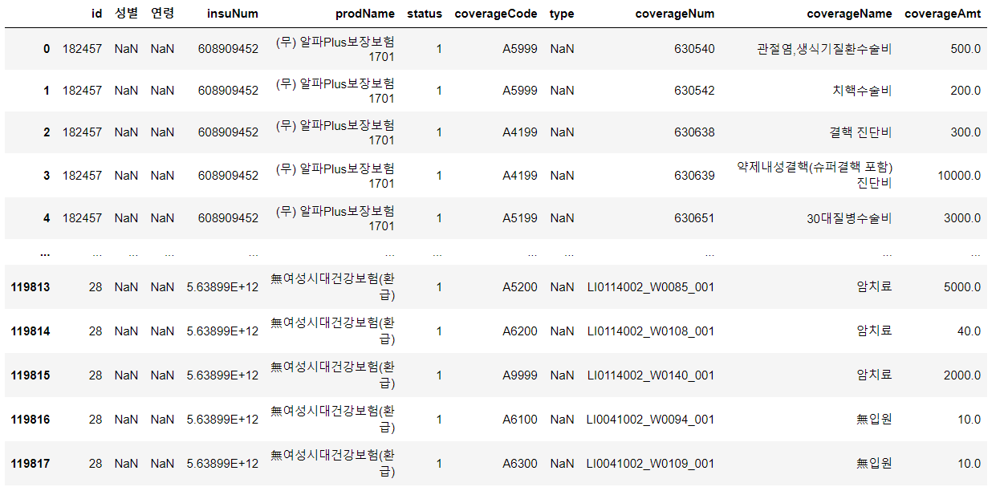 id 성별 연령 insuNum prodName status coverageCode type coverageNum coverageName coverageAmt
0 182457 NaN NaN 608909452 (무) 알파Plus보장보험 1701 1 A5999 NaN 630540 관절염,생식기질환수술비 500.0
1 182457 NaN NaN 608909452 (무) 알파Plus보장보험 1701 1 A5999 NaN 630542 치핵수술비 200.0
2 182457 NaN NaN 608909452 (무) 알파Plus보장보험 1701 1 A4199 NaN 630638 결핵 진단비 300.0
3 182457 NaN NaN 608909452 (무) 알파Plus보장보험 1701 1 A4199 NaN 630639 약제내성결핵(슈퍼결핵 포함) 진단비 10000.0
4 182457 NaN NaN 608909452 (무) 알파Plus보장보험 1701 1 A5199 NaN 630651 30대질병수술비 3000.0
... ... ... ... ... ... ... ... ... ... ... ...
119813 28 NaN NaN 5.63899E+12 無여성시대건강보험(환급) 1 A5200 NaN LI0114002_W0085_001 암치료 5000.0
119814 28 NaN NaN 5.63899E+12 無여성시대건강보험(환급) 1 A6200 NaN LI0114002_W0108_001 암치료 40.0
119815 28 NaN NaN 5.63899E+12 無여성시대건강보험(환급) 1 A9999 NaN LI0114002_W0140_001 암치료 2000.0
119816 28 NaN NaN 5.63899E+12 無여성시대건강보험(환급) 1 A6100 NaN LI0041002_W0094_001 無입원 10.0
119817 28 NaN NaN 5.63899E+12 無여성시대건강보험(환급) 1 A6300 NaN LI0041002_W0109_001 無입원 10.0